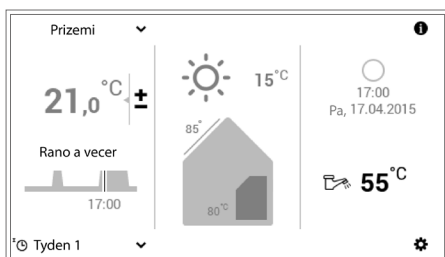 Prizemi
21,0 °C ±
Rano a vecer
17:00
Tyden 1
15°C
85°
80°C
17:00
Pa, 17.04.2015
55°C